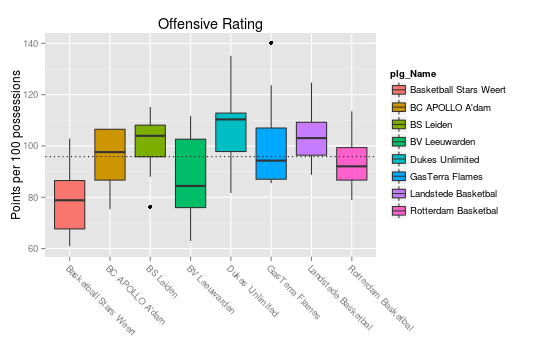 Offensive Rating
Points per 100 possessions
140
120
100
80
60
Basketball Stars Weert
BC APOLLO A'dam
BS Leiden
BV Leeuwarden
Dukes Unlimited
GasTerra Flames
Landstede Basketbal
Rotterdam Basketbal
plg_Name
Basketball Stars Weert
BC APOLLO A'dam
BS Leiden
BV Leeuwarden
Dukes Unlimited
GasTerra Flames
Landstede Basketbal
Rotterdam Basketbal